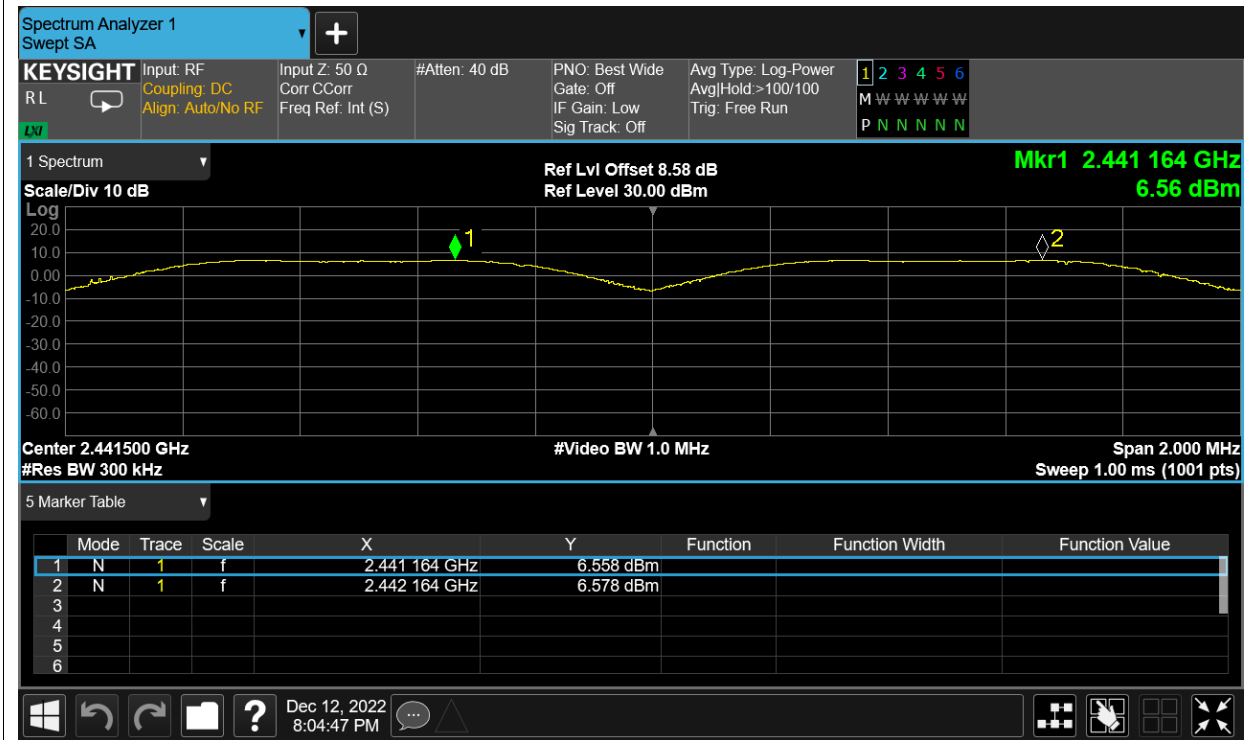 Spectrum Analyzer 1
Swept SA
+
KEYSIGHT
R L
LXI
Input: RF
Coupling: DC
Align: Auto/No RF
Input Z: 50 Ω
Corr CCorr
Freq Ref: Int (S)
#Atten: 40 dB
PNO: Best Wide
Gate: Off
IF Gain: Low
Sig Track: Off
Avg Type: Log-Power
Avg|Hold:>100/100
Trig: Free Run
1 2 3 4 5 6
M W W W W W
P N N N N N
1 Spectrum
Scale/Div 10 dB
Ref Lvl Offset 8.58 dB
Ref Level 30.00 dBm
Mkr1 2.441 164 GHz
6.56 dBm
Log
20.0
10.0
0.00
-10.0
-20.0
-30.0
-40.0
-50.0
-60.0
1
2
Center 2.441500 GHz
#Video BW 1.0 MHz
Span 2.000 MHz
#Res BW 300 kHz
Sweep 1.00 ms (1001 pts)
5 Marker Table
Mode Trace Scale X Y Function Function Width Function Value
1 N 1 f 2.441 164 GHz 6.558 dBm
2 N 1 f 2.442 164 GHz 6.578 dBm
3
4
5
6
?
Dec 12, 2022
8:04:47 PM